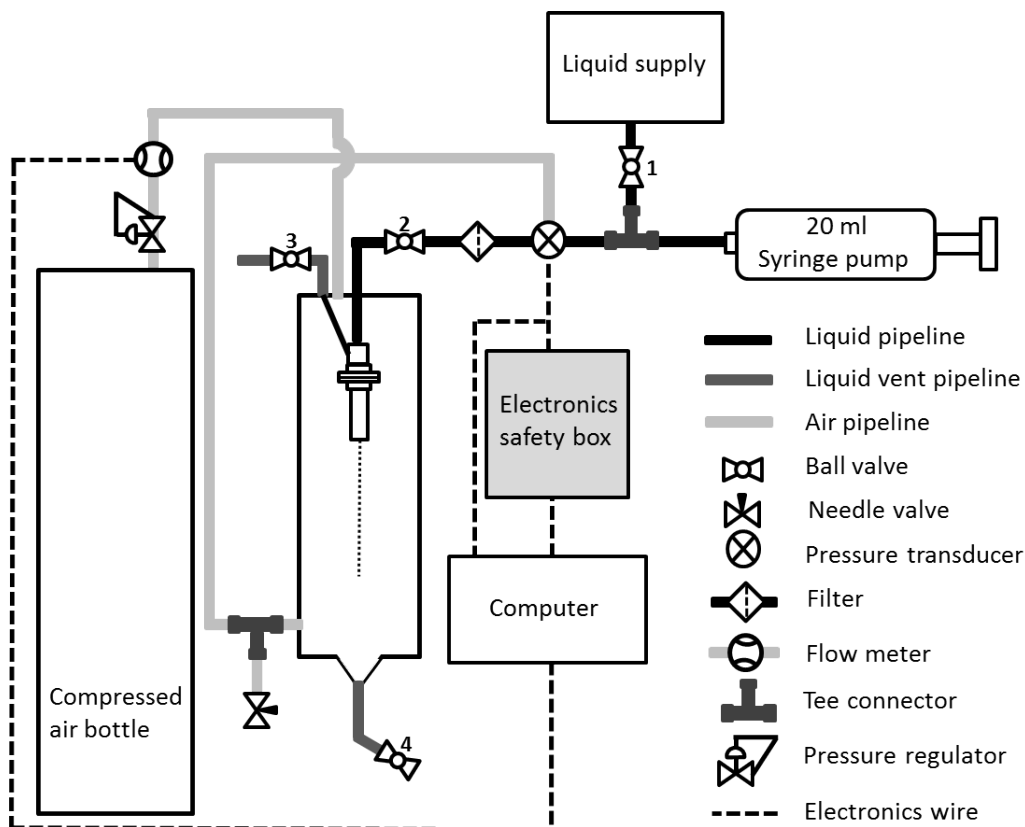 Liquid supply
1
20 ml
Syringe pump
2
3
Liquid pipeline
Liquid vent pipeline
Air pipeline
Ball valve
Needle valve
Pressure transducer
Filter
Flow meter
Tee connector
Pressure regulator
Electronics wire
Electronics
safety box
Computer
Compressed
air bottle
4